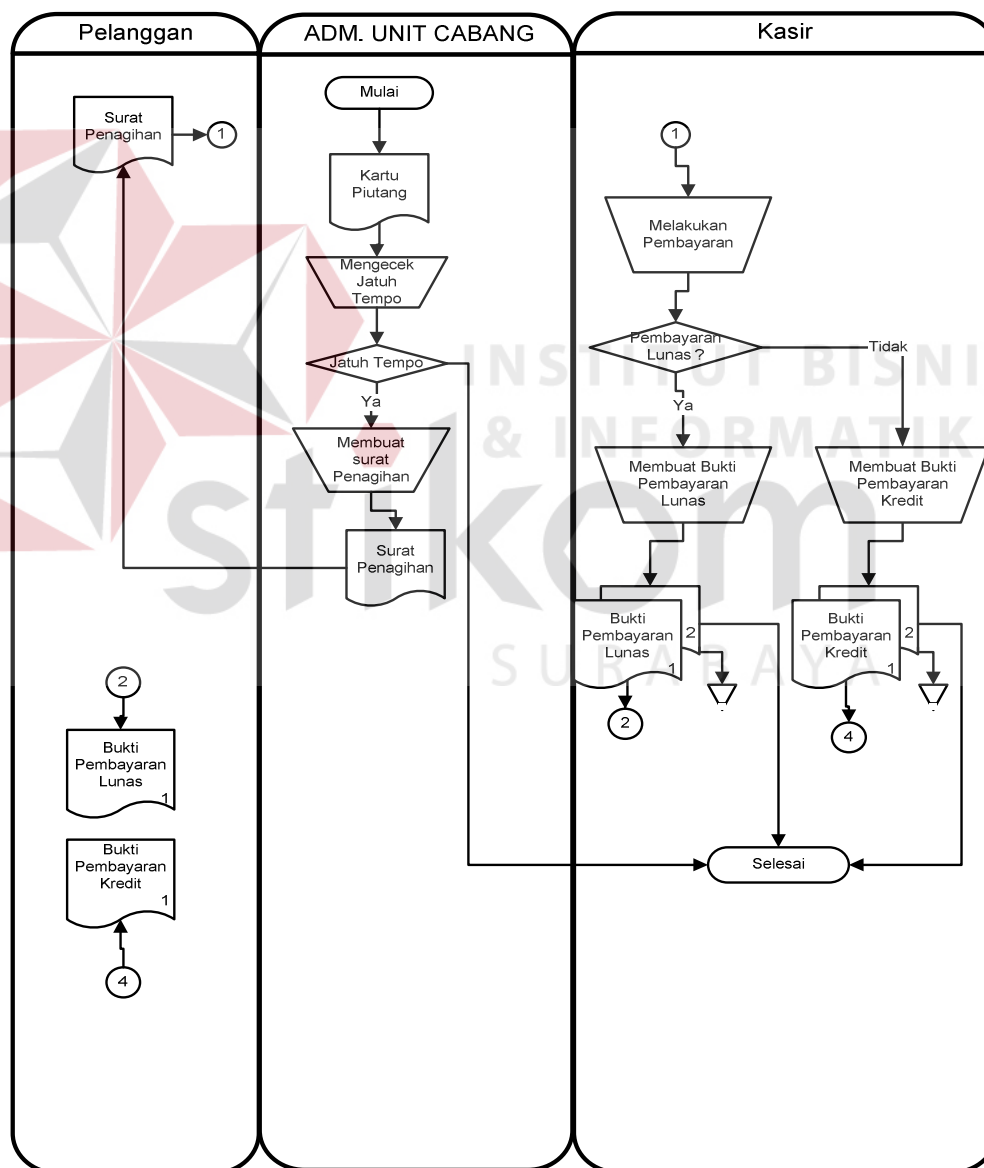 Pelanggan
ADM. UNIT CABANG
Kasir
Surat
Penagihan
1
Mulai
Kartu
Piutang
Mengecek
Jatuh
Tempo
Jatuh Tempo
Ya
Membuat
surat
Penagihan
Surat
Penagihan
1
Melakukan
Pembayaran
Pembayaran
Lunas ?
Tidak
Ya
Membuat Bukti
Pembayaran
Lunas
Membuat Bukti
Pembayaran
Kredit
Bukti
Pembayaran
Lunas
1
2
Bukti
Pembayaran
Kredit
1
2
2
4
2
Bukti
Pembayaran
Lunas
1
Bukti
Pembayaran
Kredit
1
4
Selesai
INSTITUT BISNI
& INFORMATIK
stikom
SURABAYA